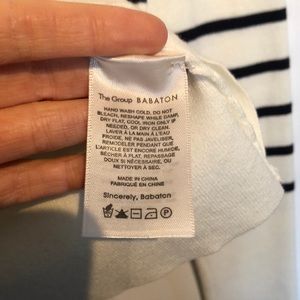 The Group BABATON
HAND WASH COLD, DO NOT
BLEACH, RESHAPE WHILE DAMP,
DRY FLAT, COOL IRON ONLY IF
NEEDED, OR DRY CLEAN.
LAVER À LA MAIN À L'EAU
FROIDE, NE PAS JAVELISER,
REMODELER PENDANT QUE
L'ARTICLE EST ENCORE HUMIDE,
SÉCHER À PLAT, REPASSAGE
DOUX SI NÉCESSAIRE, OU
NETTOYER À SEC.
MADE IN CHINA
FABRIQUÉ EN CHINE
Sincerely, Babaton